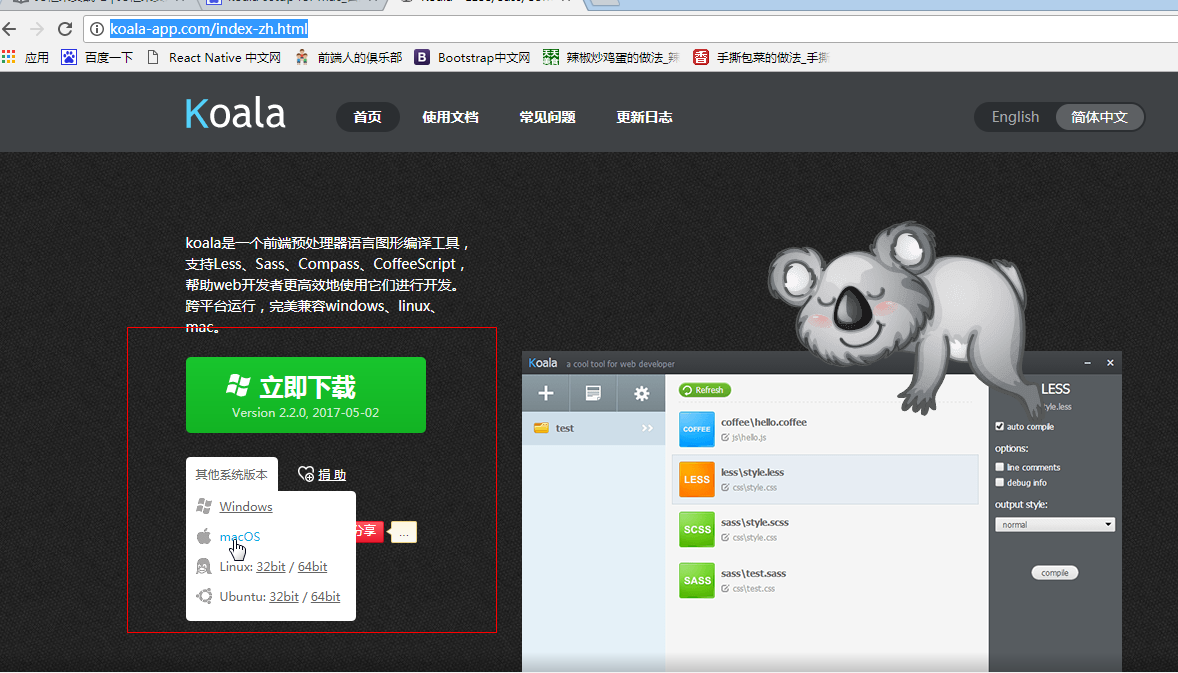 koala-app.com/index-zh.html
应用 百度一下 React Native 中文网 前端人的俱乐部 B Bootstrap中文网 辣椒炒鸡蛋的做法_辣 香 手撕包菜的做法_手撕
Koala 首页 使用文档 常见问题 更新日志 English 简体中文
koala是一个前端预处理器语言图形编译工具，
支持Less、Sass、Compass、CoffeeScript，
帮助web开发者更高效地使用它们进行开发。
跨平台运行，完美兼容windows、linux、
mac。
立即下载
Version 2.2.0, 2017-05-02
其他系统版本 捐助
Windows
macOS
Linux: 32bit / 64bit
Ubuntu: 32bit / 64bit
分享 ...
Koala a cool tool for web developer
Refresh
test
COFFEE coffee\hello.coffee
js\hello.js
LESS less\style.less
css\style.css
SCSS sass\style.scss
css\style.css
SASS sass\test.sass
css\test.css
LESS
yle.less
auto compile
options:
line comments
debug info
output style:
normal
compile